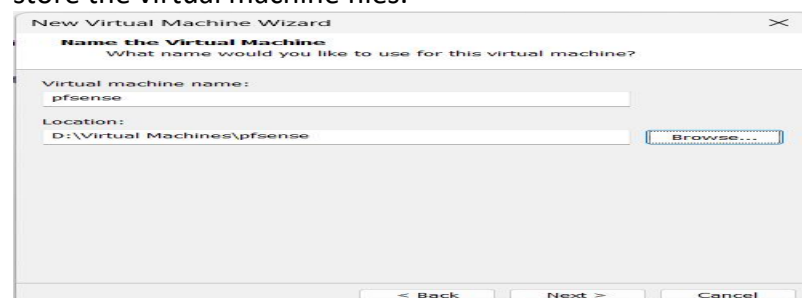 store the virtual machine files.
New Virtual Machine Wizard
Name the Virtual Machine
What name would you like to use for this virtual machine?
Virtual machine name:
pfsense
Location:
D:\Virtual Machines\pfsense
Browse...
< Back
Next >
Cancel